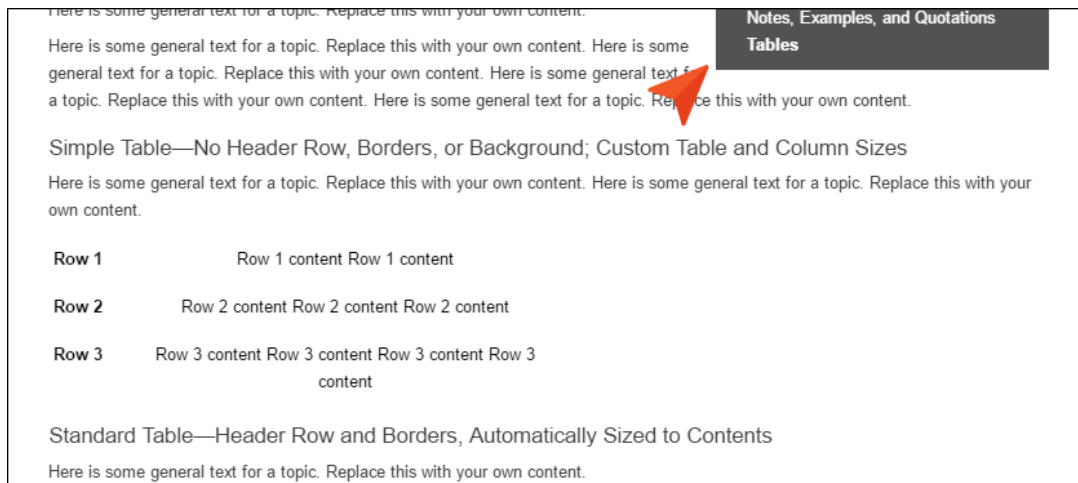 Here is some general text for a topic. Replace this with your own content.
Notes, Examples, and Quotations
Tables
Here is some general text for a topic. Replace this with your own content. Here is some
general text for a topic. Replace this with your own content. Here is some general text
a topic. Replace this with your own content. Here is some general text for a topic. Replace this with your own content.
Simple Table—No Header Row, Borders, or Background; Custom Table and Column Sizes
Here is some general text for a topic. Replace this with your own content. Here is some general text for a topic. Replace this with your
own content.
Row 1 Row 1 content Row 1 content
Row 2 Row 2 content Row 2 content Row 2 content
Row 3 Row 3 content Row 3 content Row 3 content Row 3
content
Standard Table—Header Row and Borders, Automatically Sized to Contents
Here is some general text for a topic. Replace this with your own content.